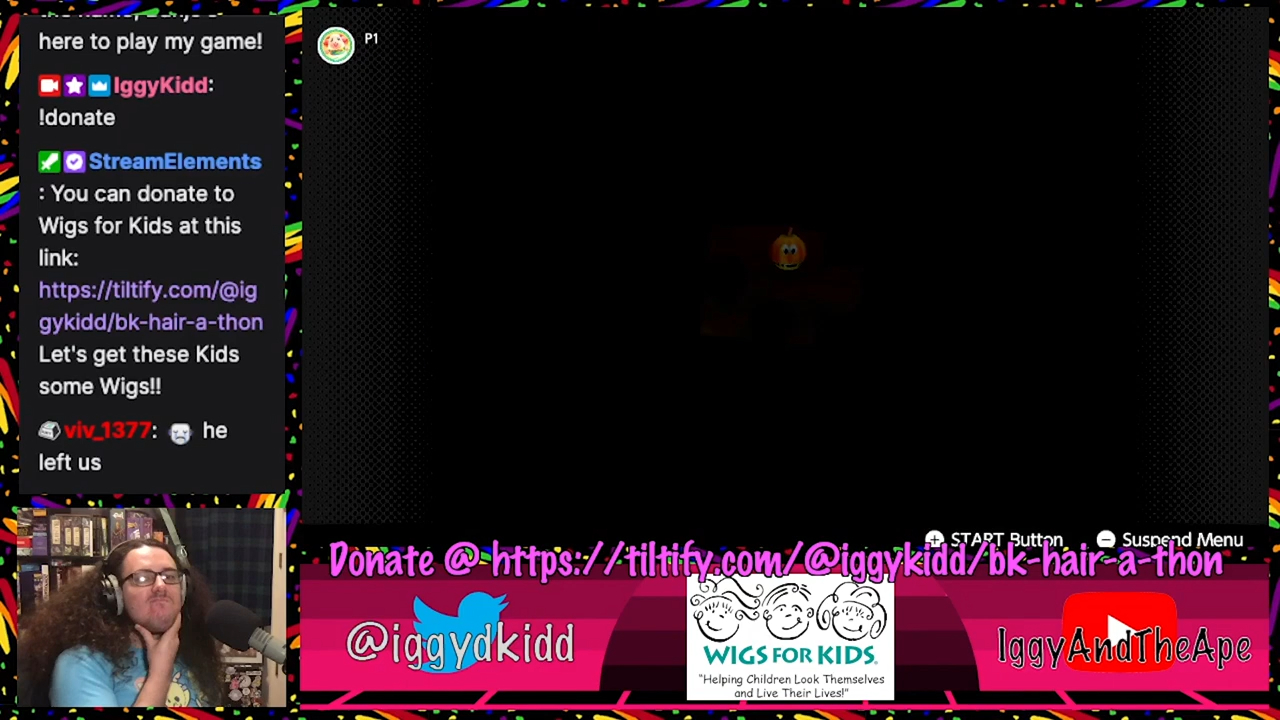 here to play my game!
IggyKidd:
!donate
StreamElements
: You can donate to
Wigs for Kids at this
link:
https://tiltify.com/@ig
gykidd/bk-hair-a-thon
Let's get these Kids
some Wigs!!
viv_1377: he
left us
P1
START Button
Suspend Menu
Donate @ https://tiltify.com/@iggykidd/bk-hair-a-thon
@iggydkidd
WIGS FOR KIDS.
"Helping Children Look Themselves
and Live Their Lives!"
IggyAndTheApe